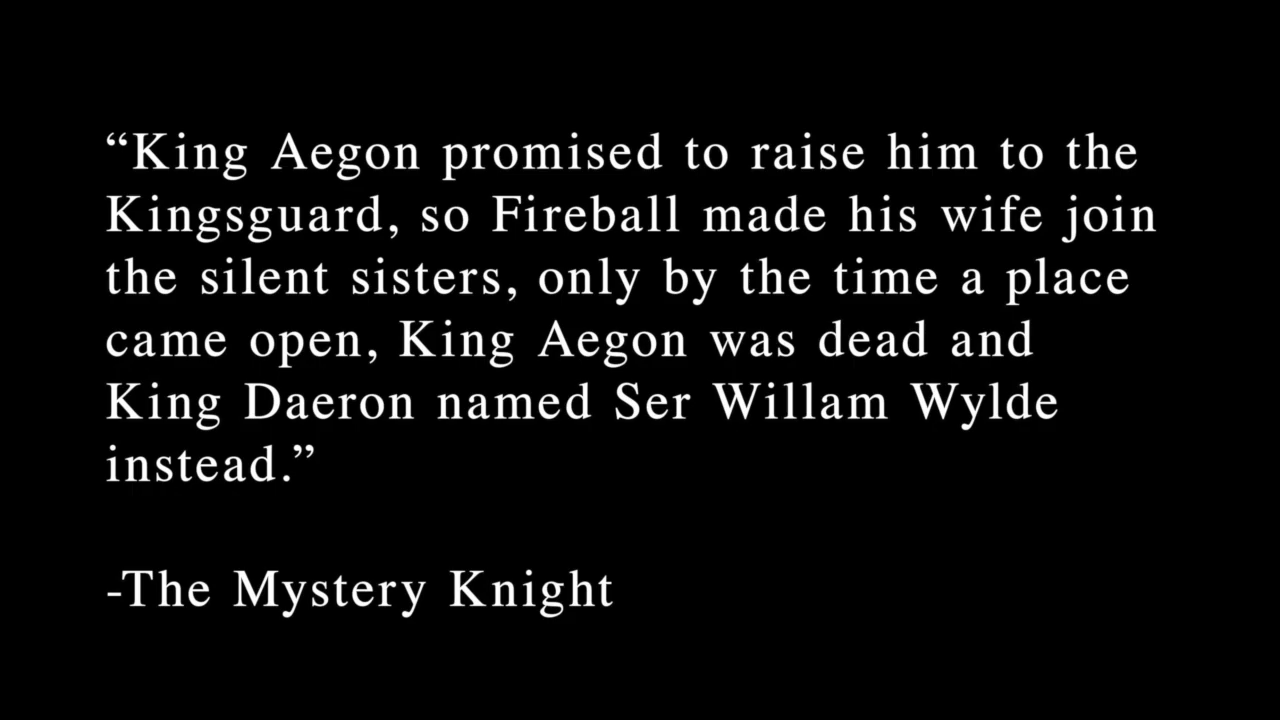 “King Aegon promised to raise him to the
Kingsguard, so Fireball made his wife join
the silent sisters, only by the time a place
came open, King Aegon was dead and
King Daeron named Ser Willam Wylde
instead.”
-The Mystery Knight